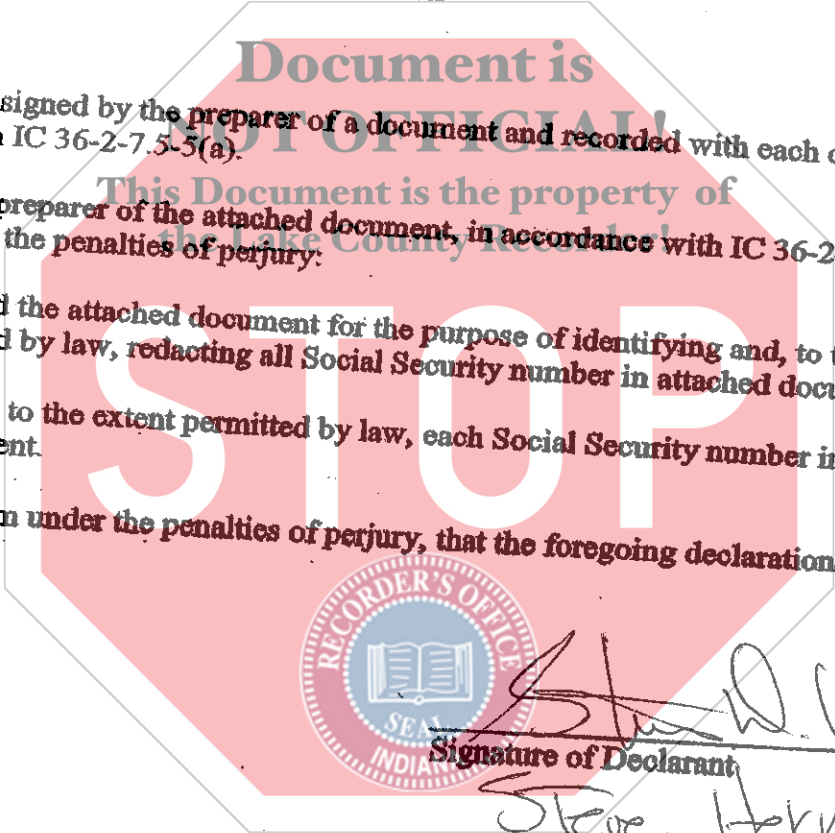 Document is
signed by the preparer of a document and recorded with each
NOT OFFICIAL!
IC 36-2-7.5-5(a).
This Document is the property of
preparer of the attached document, in accordance with IC 36-2
the Lake County Recorder!
the penalties of perjury:
the attached document for the purpose of identifying and, to
by law, redacting all Social Security number in attached docu
STOP
to the extent permitted by law, each Social Security number in
ent.
under the penalties of perjury, that the foregoing declaration
RECORDER'S OFFICE
SEAL
INDIANA
Signature of Declarant
Steve